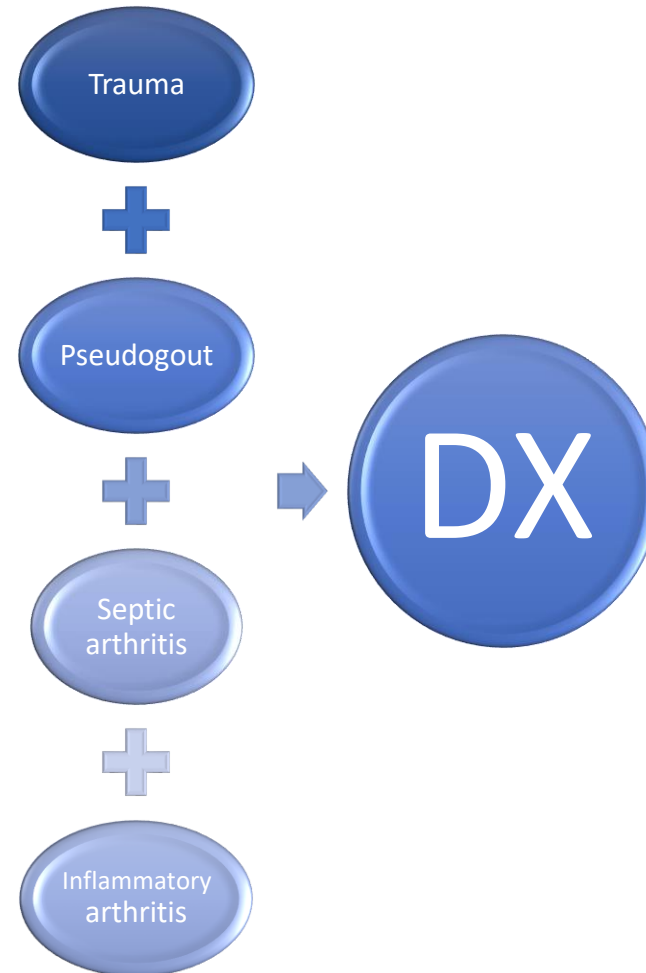 Trauma
Pseudogout
Septic
arthritis
Inflammatory
arthritis
DX